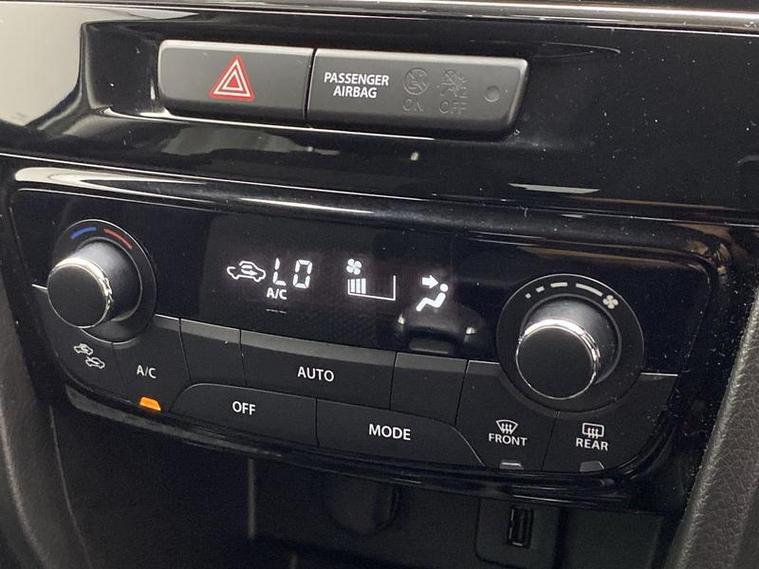 PASSENGER
AIRBAG
ON OFF
LO
A/C
A/C
AUTO
OFF
MODE
FRONT
REAR